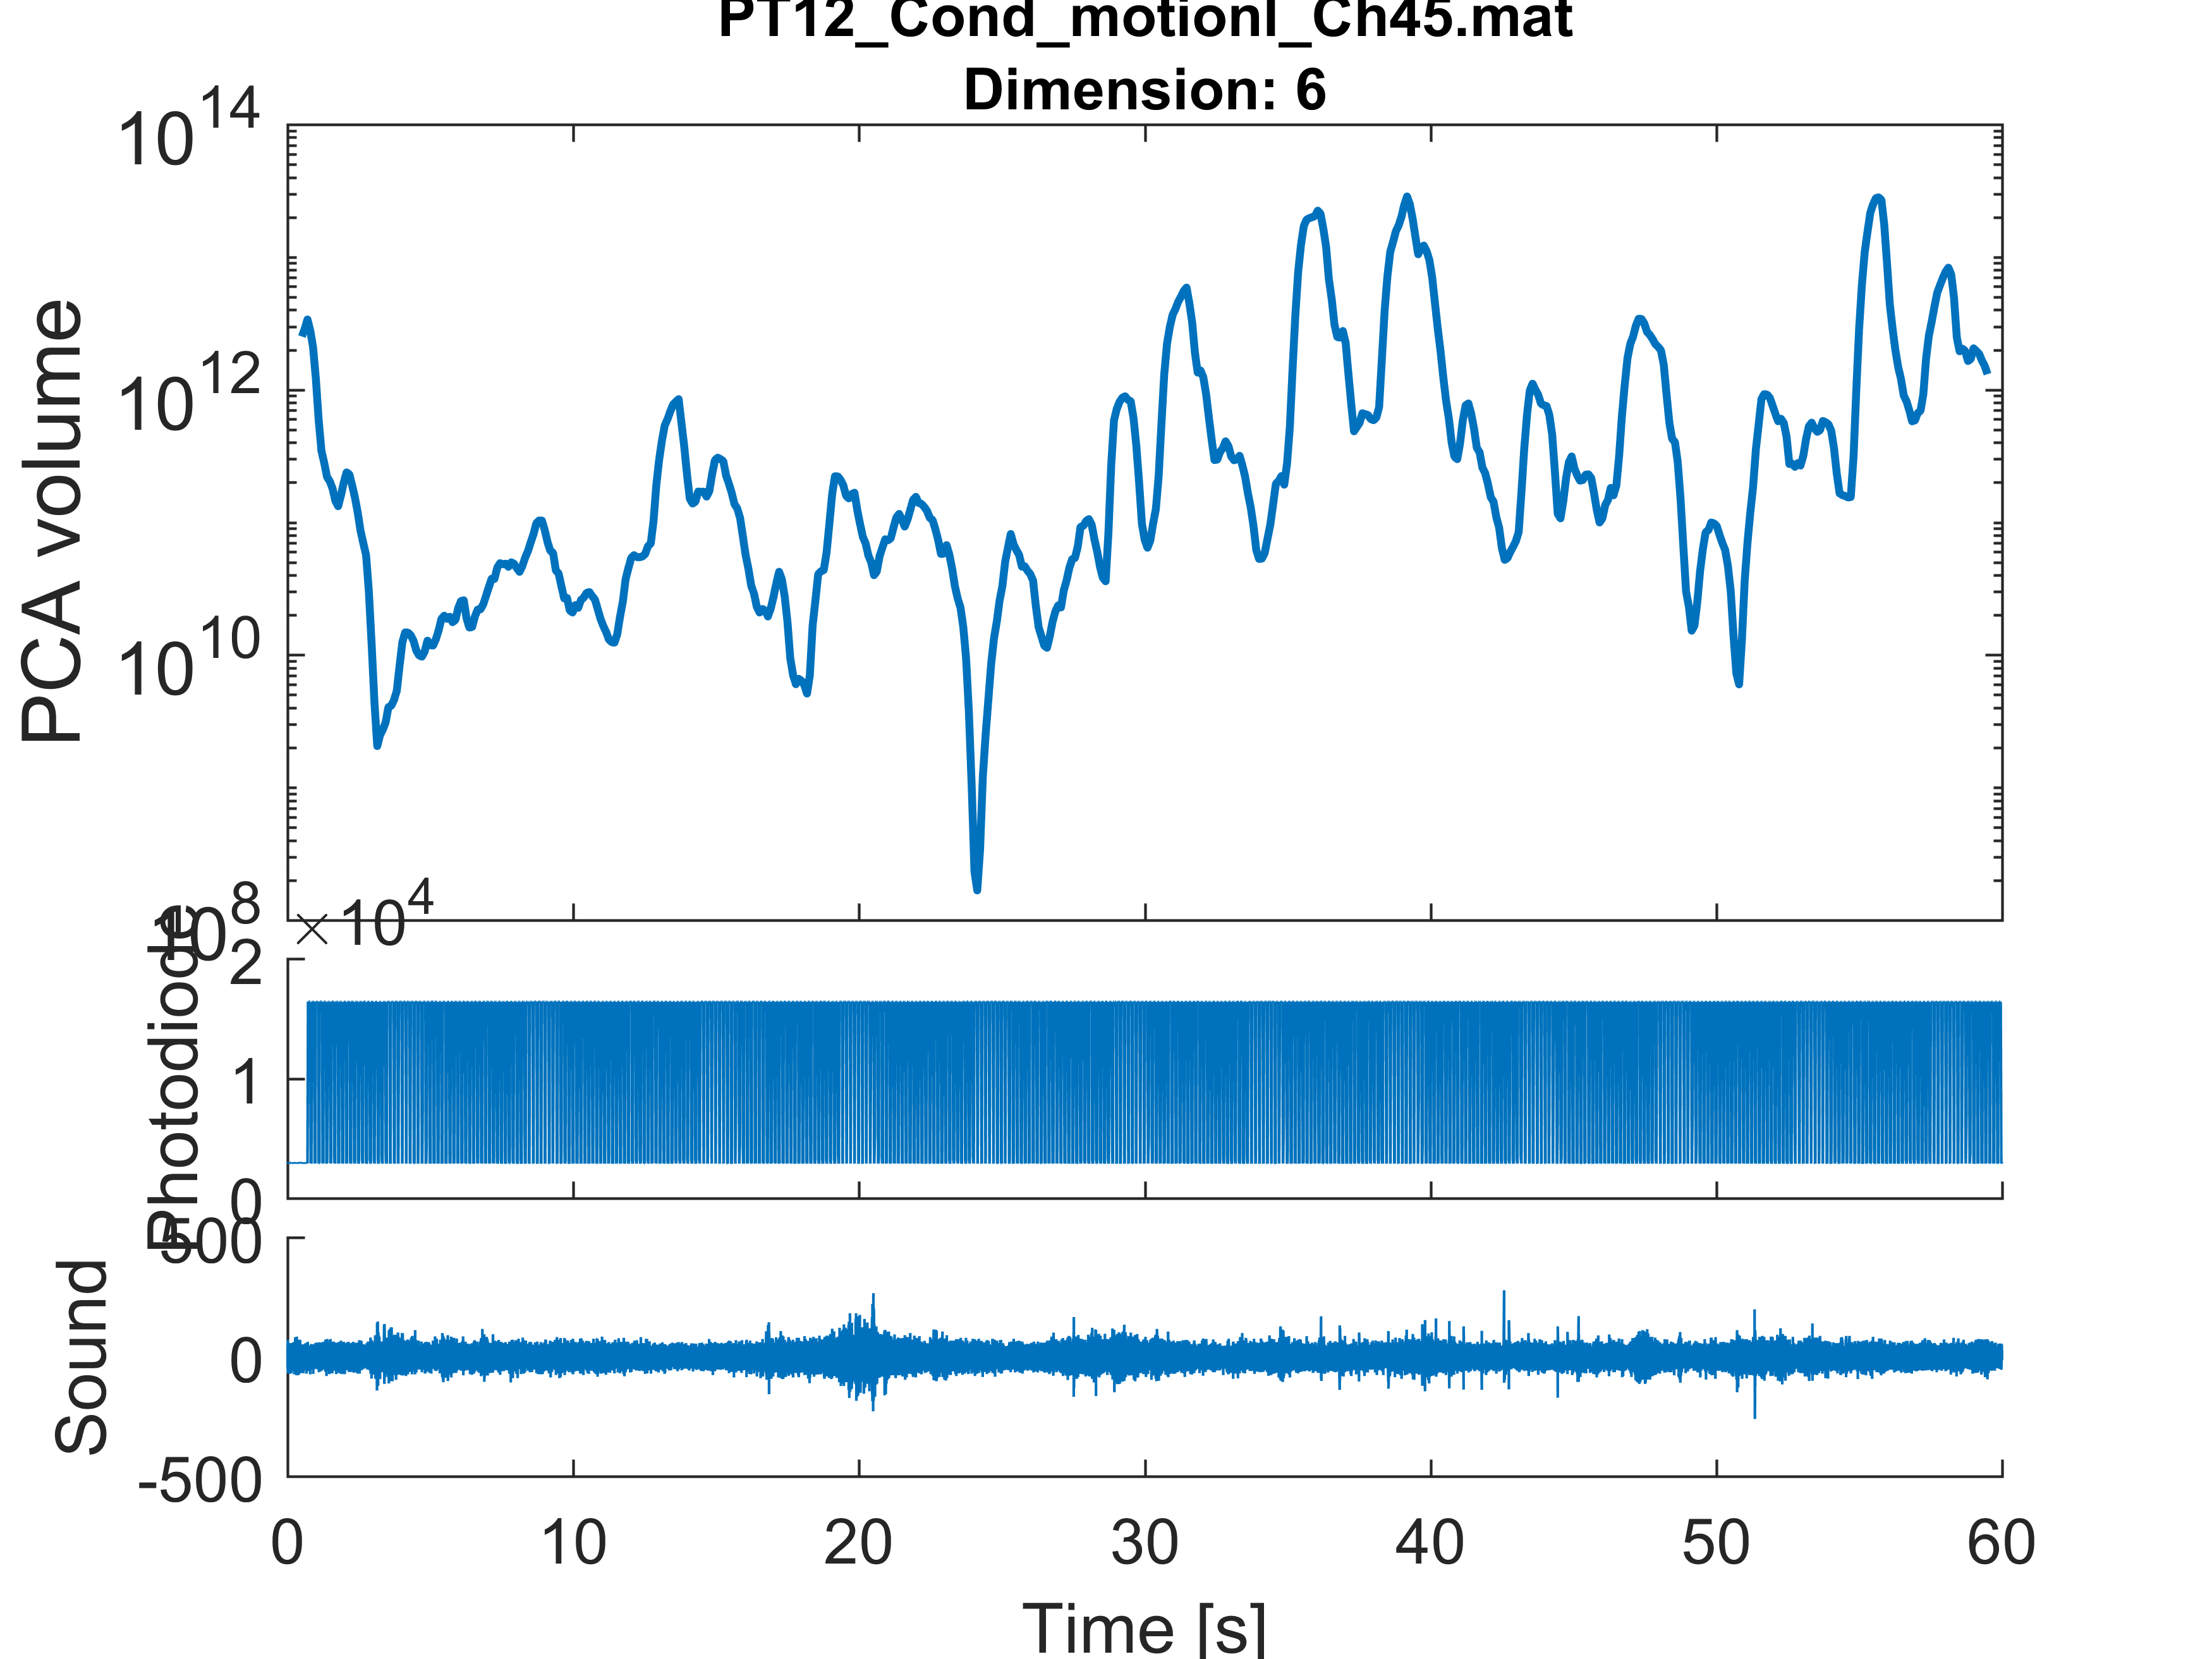 PT12_Cond_motionI_Ch45.mat
Dimension: 6
PCA volume
10^14
10^12
10^10
10^8
×10^4
Photodiode
2
1
0
Sound
500
0
-500
0 10 20 30 40 50 60
Time [s]